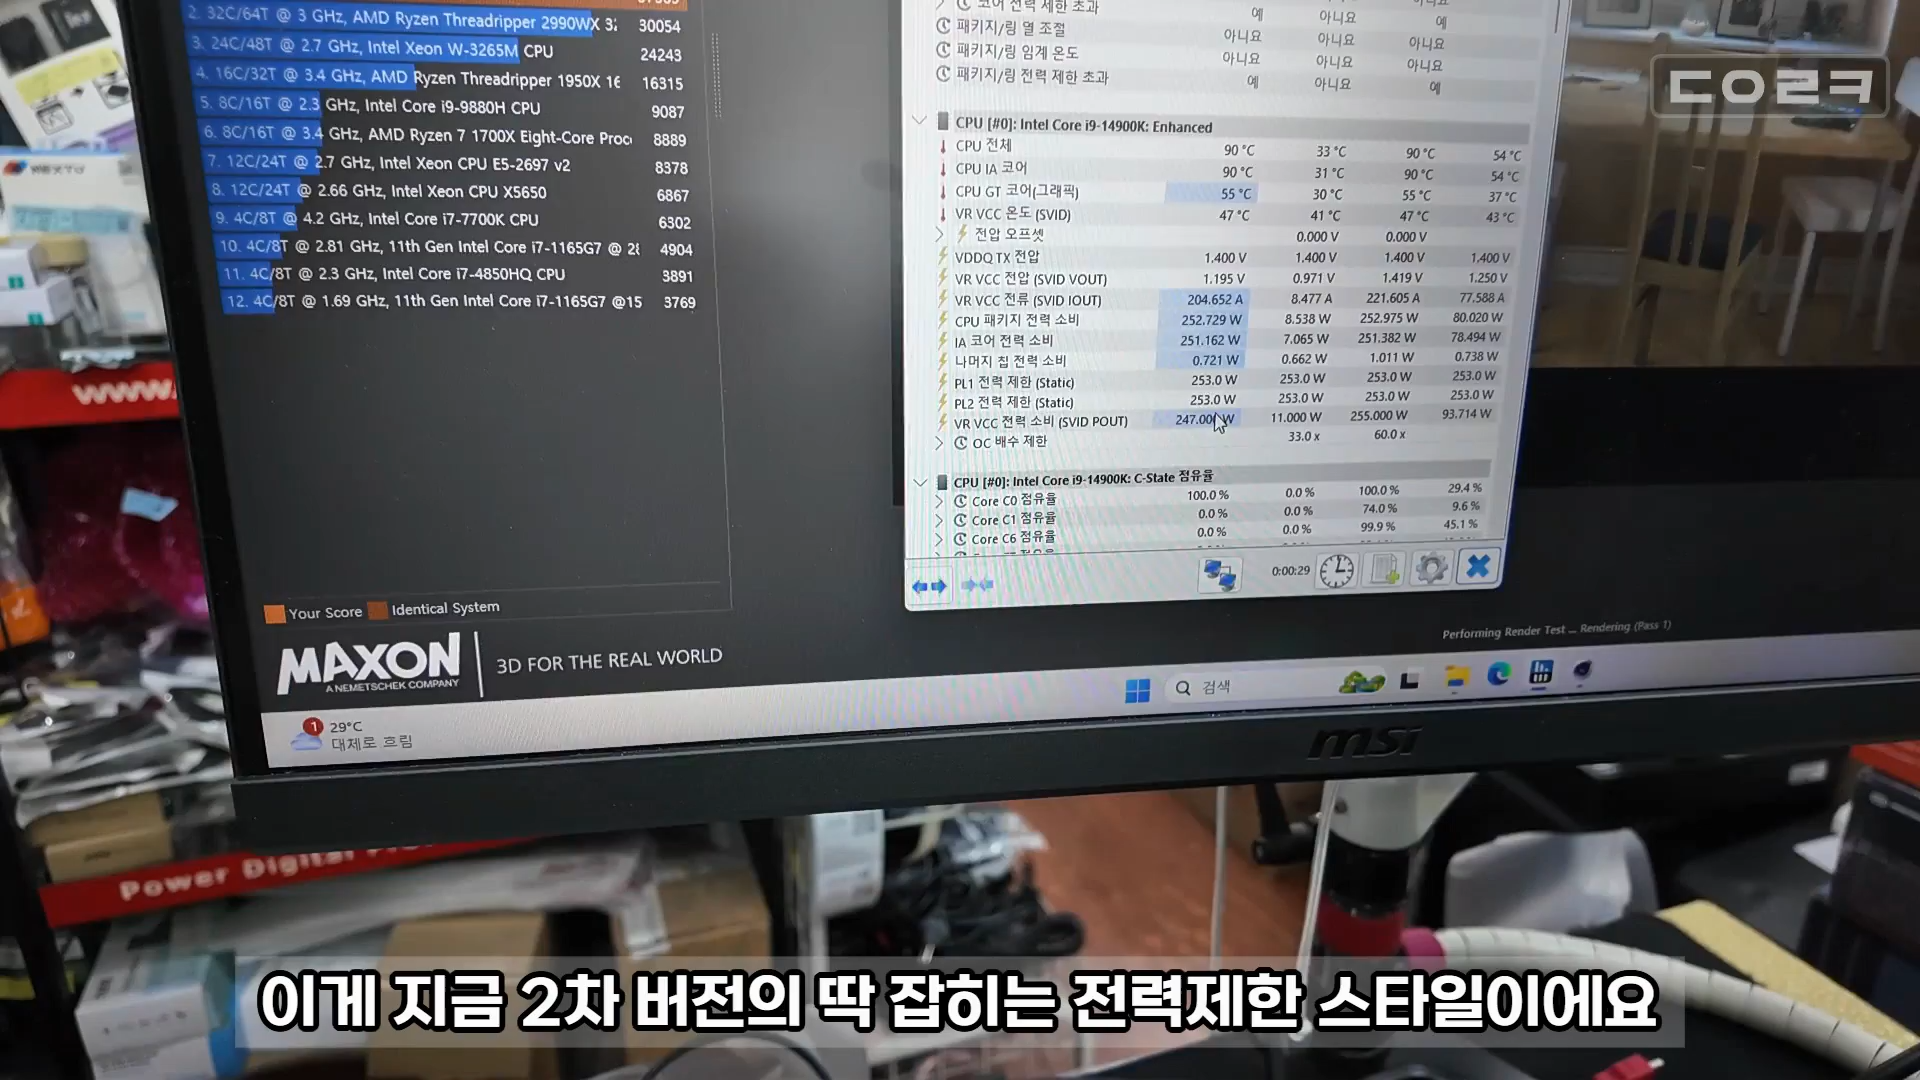 2. 32C/64T @ 3 GHz, AMD Ryzen Threadripper 2990WX 32 30054
3. 24C/48T @ 2.7 GHz, Intel Xeon W-3265M CPU 24243
4. 16C/32T @ 3.4 GHz, AMD Ryzen Threadripper 1950X 16 16315
5. 8C/16T @ 2.3 GHz, Intel Core i9-9880H CPU 9087
6. 8C/16T @ 3.4 GHz, AMD Ryzen 7 1700X Eight-Core Proc 8889
7. 12C/24T @ 2.7 GHz, Intel Xeon CPU E5-2697 v2 8378
8. 12C/24T @ 2.66 GHz, Intel Xeon CPU X5650 6867
9. 4C/8T @ 4.2 GHz, Intel Core i7-7700K CPU 6302
10. 4C/8T @ 2.81 GHz, 11th Gen Intel Core i7-1165G7 @ 28 4904
11. 4C/8T @ 2.3 GHz, Intel Core i7-4850HQ CPU 3891
12. 4C/8T @ 1.69 GHz, 11th Gen Intel Core i7-1165G7 @15 3769
Your Score Identical System
MAXON
A NEMETSCHEK COMPANY
3D FOR THE REAL WORLD
코어 전력 제한 초과 예 아니요 예
패키지/링 열 조절 아니요 아니요 아니요
패키지/링 임계 온도 아니요 아니요 아니요
패키지/링 전력 제한 초과 예 아니요 예
CPU [#0]: Intel Core i9-14900K: Enhanced
CPU 전체 90 °C 33 °C 90 °C 54 °C
CPU IA 코어 90 °C 31 °C 90 °C 54 °C
CPU GT 코어(그래픽) 55 °C 30 °C 55 °C 37 °C
VR VCC 온도 (SVID) 47 °C 41 °C 47 °C 43 °C
전압 오프셋 0.000 V 0.000 V
VDDQ TX 전압 1.400 V 1.400 V 1.400 V 1.400 V
VR VCC 전압 (SVID VOUT) 1.195 V 0.971 V 1.419 V 1.250 V
VR VCC 전류 (SVID IOUT) 204.652 A 8.477 A 221.605 A 77.588 A
CPU 패키지 전력 소비 252.729 W 8.538 W 252.975 W 80.020 W
IA 코어 전력 소비 251.162 W 7.065 W 251.382 W 78.494 W
나머지 칩 전력 소비 0.721 W 0.662 W 1.011 W 0.738 W
PL1 전력 제한 (Static) 253.0 W 253.0 W 253.0 W 253.0 W
PL2 전력 제한 (Static) 253.0 W 253.0 W 253.0 W 253.0 W
VR VCC 전력 소비 (SVID POUT) 247.000 W 11.000 W 255.000 W 93.714 W
OC 배수 제한 33.0 x 60.0 x
CPU [#0]: Intel Core i9-14900K: C-State 점유율
Core C0 점유율 100.0 % 0.0 % 100.0 % 29.4 %
Core C1 점유율 0.0 % 0.0 % 74.0 % 9.6 %
Core C6 점유율 0.0 % 0.0 % 99.9 % 45.1 %
0:00:29
Performing Render Test ... Rendering (Pass 1)
검색
1
29°C
대체로 흐림
msi
www.
Power Digital
이게 지금 2차 버전의 딱 잡히는 전력제한 스타일이에요